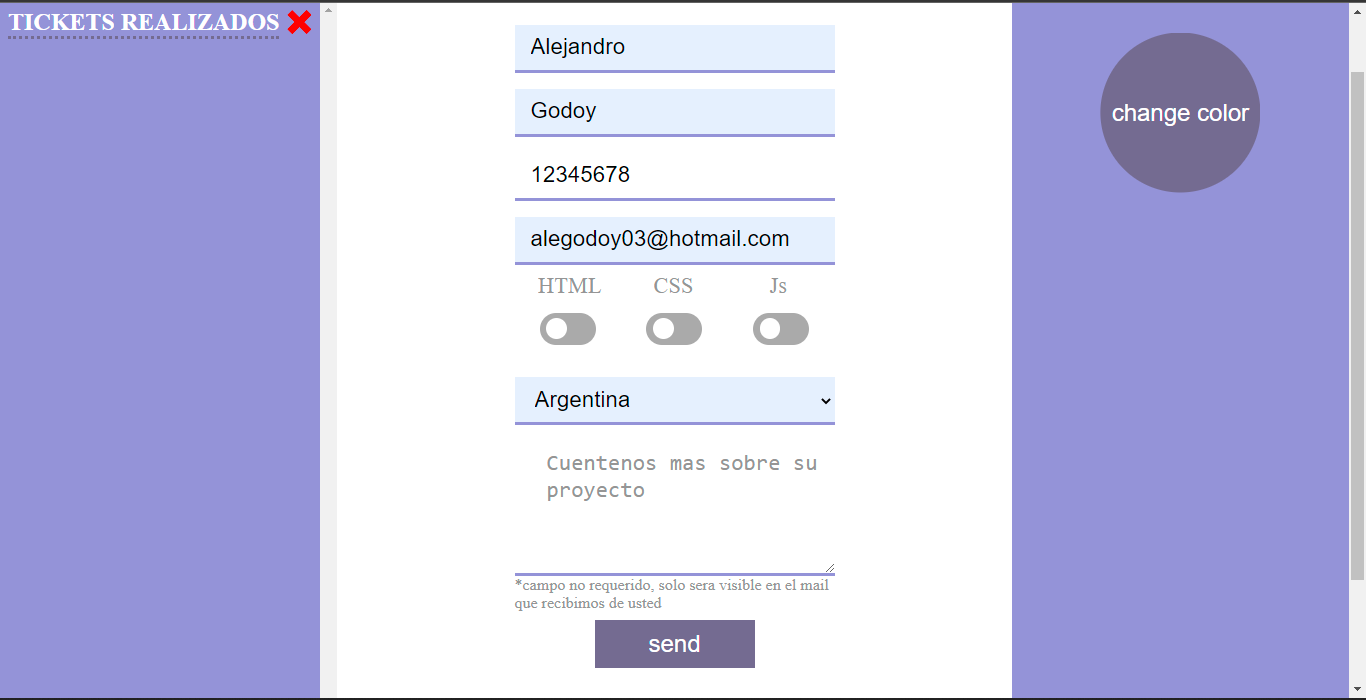 TICKETS REALIZADOS
Alejandro
Godoy
12345678
alegodoy03@hotmail.com
HTML CSS Js
Argentina
Cuentenos mas sobre su
proyecto
*campo no requerido, solo sera visible en el mail
que recibimos de usted
send
change color